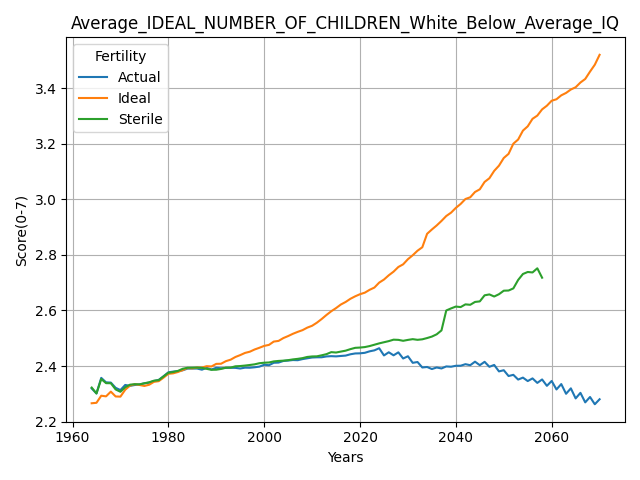 Average_IDEAL_NUMBER_OF_CHILDREN_White_Below_Average_IQ
Fertility
Actual
Ideal
Sterile
Score(0-7)
3.4
3.2
3.0
2.8
2.6
2.4
2.2
1960 1980 2000 2020 2040 2060
Years